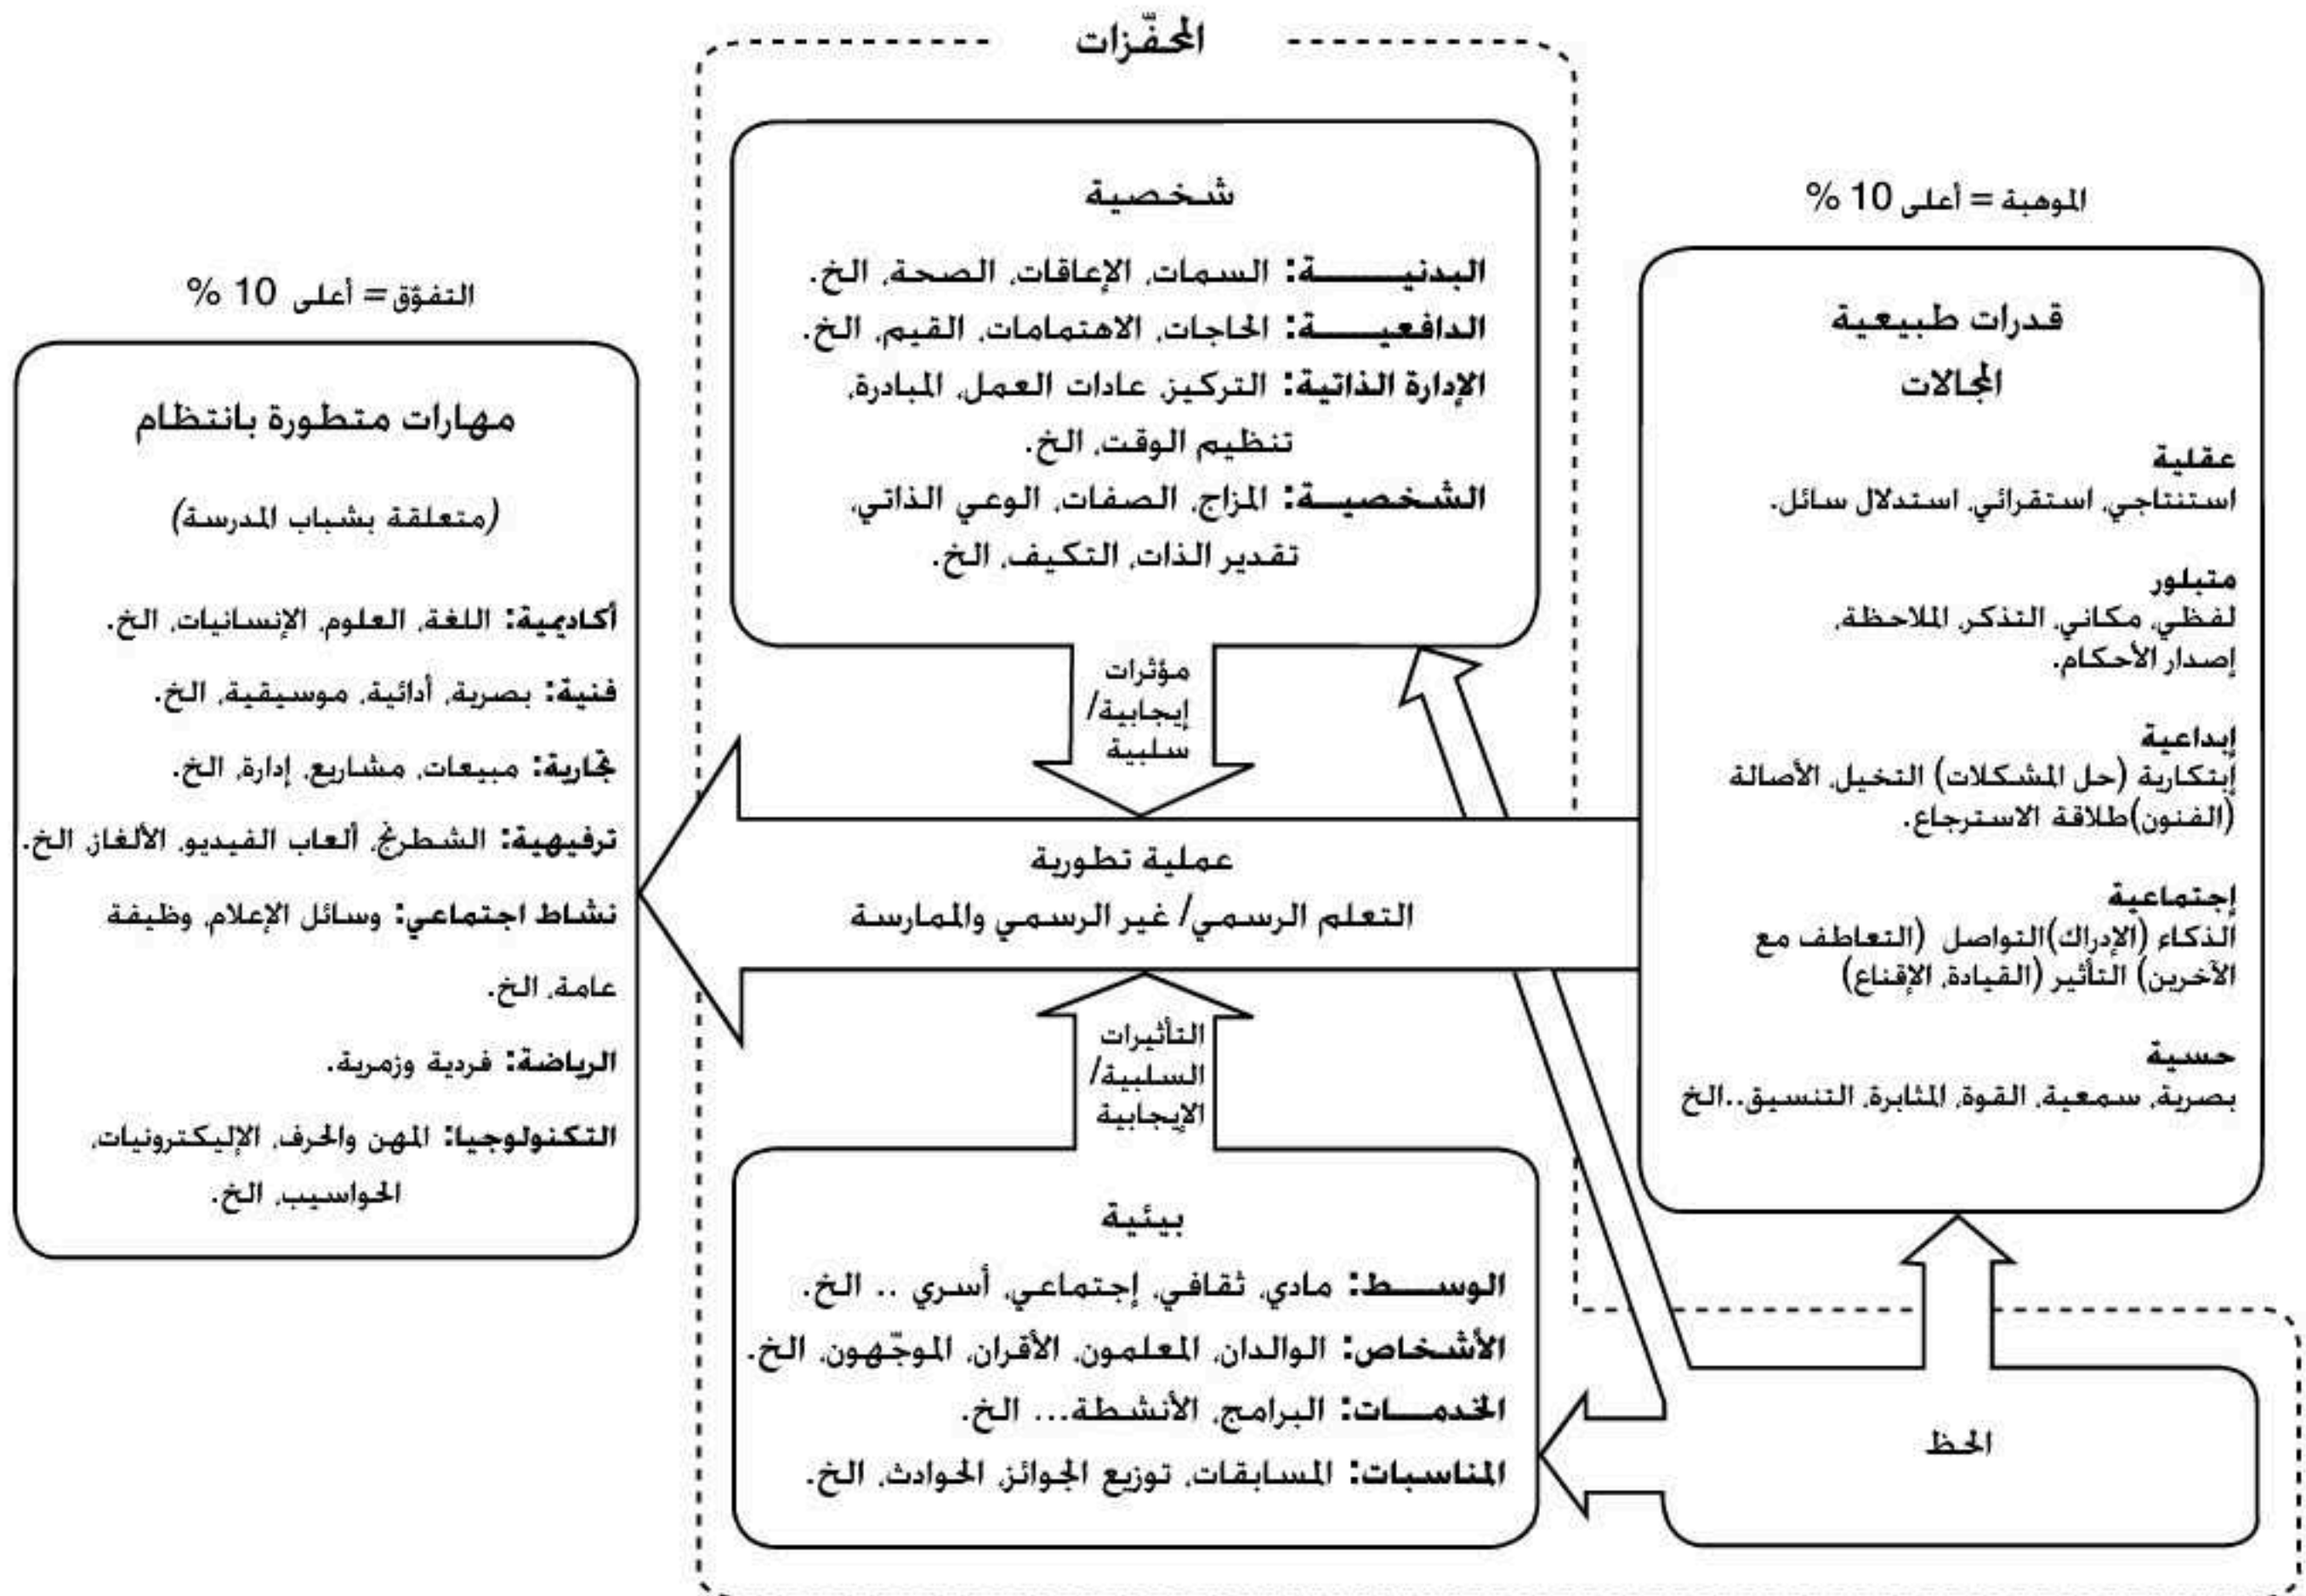 المحفّزات
الموهبة = أعلى 10 %
قدرات طبيعية
المجالات
عقلية
استنتاجي، استقرائي، استدلال سائل.
متبلور
لفظي، مكاني، التذكر، الملاحظة،
إصدار الأحكام.
إبداعية
إبتكارية (حل المشكلات) التخيل، الأصالة
(الفنون)طلاقة الاسترجاع.
إجتماعية
الذكاء (الإدراك)التواصل (التعاطف مع
الآخرين) التأثير (القيادة، الإقناع)
حسية
بصرية، سمعية، القوة، المثابرة، التنسيق..الخ
شخصية
البدنيــــــة: السمات، الإعاقات، الصحة، الخ.
الدافعيـــــة: الحاجات، الاهتمامات، القيم، الخ.
الإدارة الذاتية: التركيز، عادات العمل، المبادرة،
تنظيم الوقت، الخ.
الشخصيــة: المزاج، الصفات، الوعي الذاتي،
تقدير الذات، التكيف، الخ.
مؤثرات
إيجابية/
سلبية
عملية تطورية
التعلم الرسمي/ غير الرسمي والممارسة
التأثيرات
السلبية/
الإيجابية
بيئية
الوســـط: مادي، ثقافي، إجتماعي، أسري .. الخ.
الأشخاص: الوالدان، المعلمون، الأقران، الموجّهون، الخ.
الخدمـــات: البرامج، الأنشطة... الخ.
المناسبات: المسابقات، توزيع الجوائز، الحوادث، الخ.
الحظ
التفوّق= أعلى 10 %
مهارات متطورة بانتظام
(متعلقة بشباب المدرسة)
أكاديمية: اللغة، العلوم، الإنسانيات، الخ.
فنية: بصرية، أدائية، موسيقية، الخ.
تجارية: مبيعات، مشاريع، إدارة، الخ.
ترفيهية: الشطرنج، ألعاب الفيديو، الألغاز، الخ.
نشاط اجتماعي: وسائل الإعلام، وظيفة
عامة، الخ.
الرياضة: فردية وزمرية.
التكنولوجيا: المهن والحرف، الإليكترونيات،
الحواسيب، الخ.